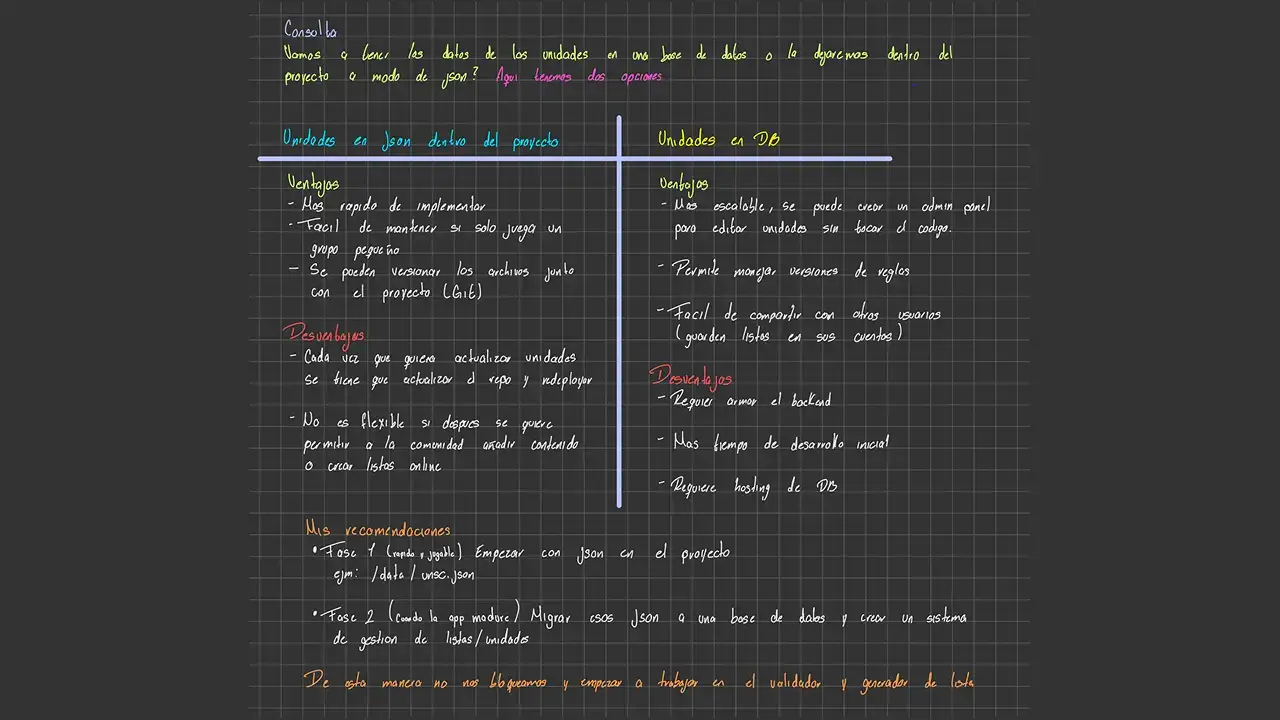 Consulta
Vamos a tener los datos de las unidades en una base de datos o la dejaremos dentro del
proyecto a modo de json? Aqui tenemos dos opciones
Unidades en Json dentro del proyecto
Ventajas
- Mas rapido de implementar
- Facil de mantener si solo juega un
grupo pequeño
- Se pueden versionar los archivos junto
con el proyecto (Git)
Desventajas
- Cada vez que quiera actualizar unidades
se tiene que actualizar el repo y redeployar
- No es flexible si despues se quiere
permitir a la comunidad añadir contenido
o crear listas online
Unidades en DB
Ventajas
- Mas escalable, se puede crear un admin panel
para editar unidades sin tocar el codigo.
- Permite manejar versiones de reglas
- Facil de compartir con otros usuarios
(guarden listas en sus cuentas)
Desventajas
- Requier armar el backend
- Mas tiempo de desarrollo inicial
- Requiere hosting de DB
Mis recomendaciones
• Fase 1 (rapido y jugable) Empezar con json en el proyecto
ejm: /data/unsc.json
• Fase 2 (Cuando la app madure) Migrar esos Json a una base de datos y crear un sistema
de gestion de listas/unidades
De esta manera no nos bloqueamos y empezar a trabajar en el validador y generador de lista